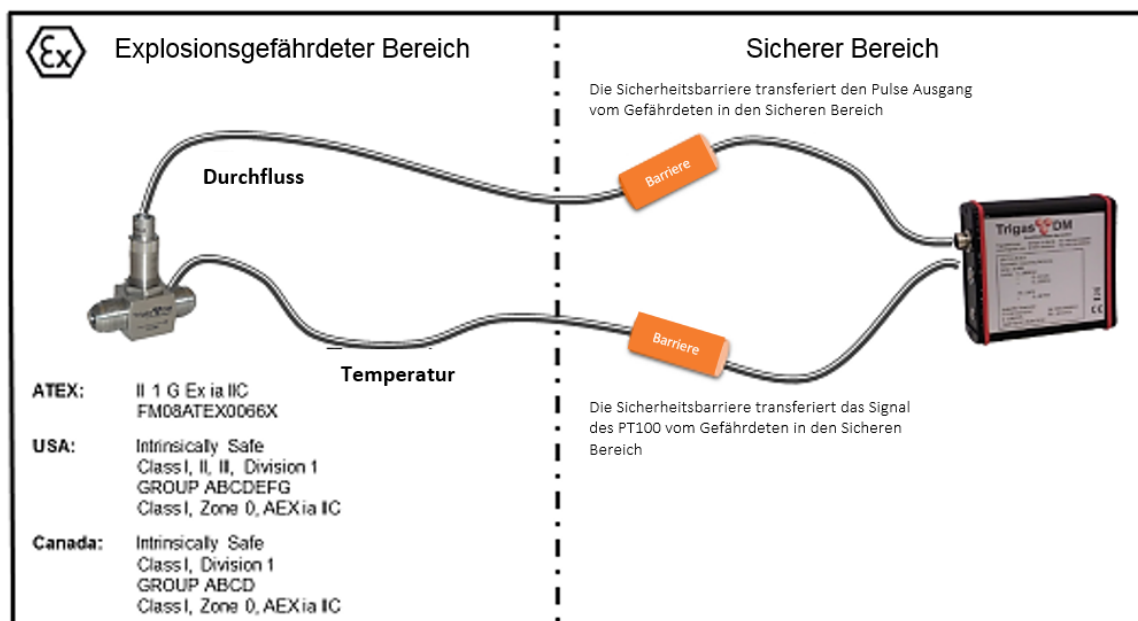 Ex
Explosionsgefährdeter Bereich
Sicherer Bereich
Die Sicherheitsbarriere transferiert den Pulse Ausgang
vom Gefährdeten in den Sicheren Bereich
Durchfluss
Barriere
Trigas DM
Barriere
Temperatur
Die Sicherheitsbarriere transferiert das Signal
des PT100 vom Gefährdeten in den Sicheren
Bereich
ATEX: II 1 G Ex ia IIC
FM08ATEX0066X
USA: Intrinsically Safe
Class I, II, III, Division 1
GROUP ABCDEFG
Class I, Zone 0, AEX ia IIC
Canada: Intrinsically Safe
Class I, Division 1
GROUP ABCD
Class I, Zone 0, AEX ia IIC